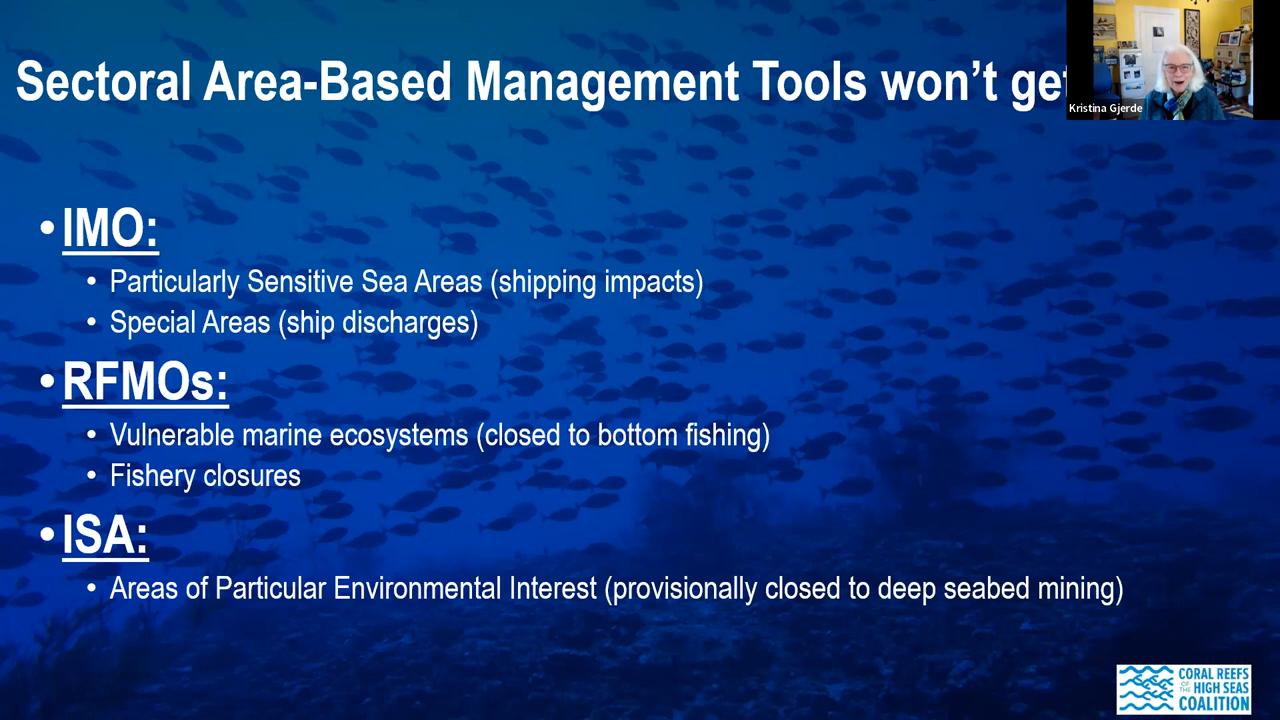 Sectoral Area-Based Management Tools won't get
Kristina Gjerde
• IMO:
• Particularly Sensitive Sea Areas (shipping impacts)
• Special Areas (ship discharges)
• RFMOs:
• Vulnerable marine ecosystems (closed to bottom fishing)
• Fishery closures
• ISA:
• Areas of Particular Environmental Interest (provisionally closed to deep seabed mining)
CORAL REEFS
OF THE HIGH SEAS
COALITION